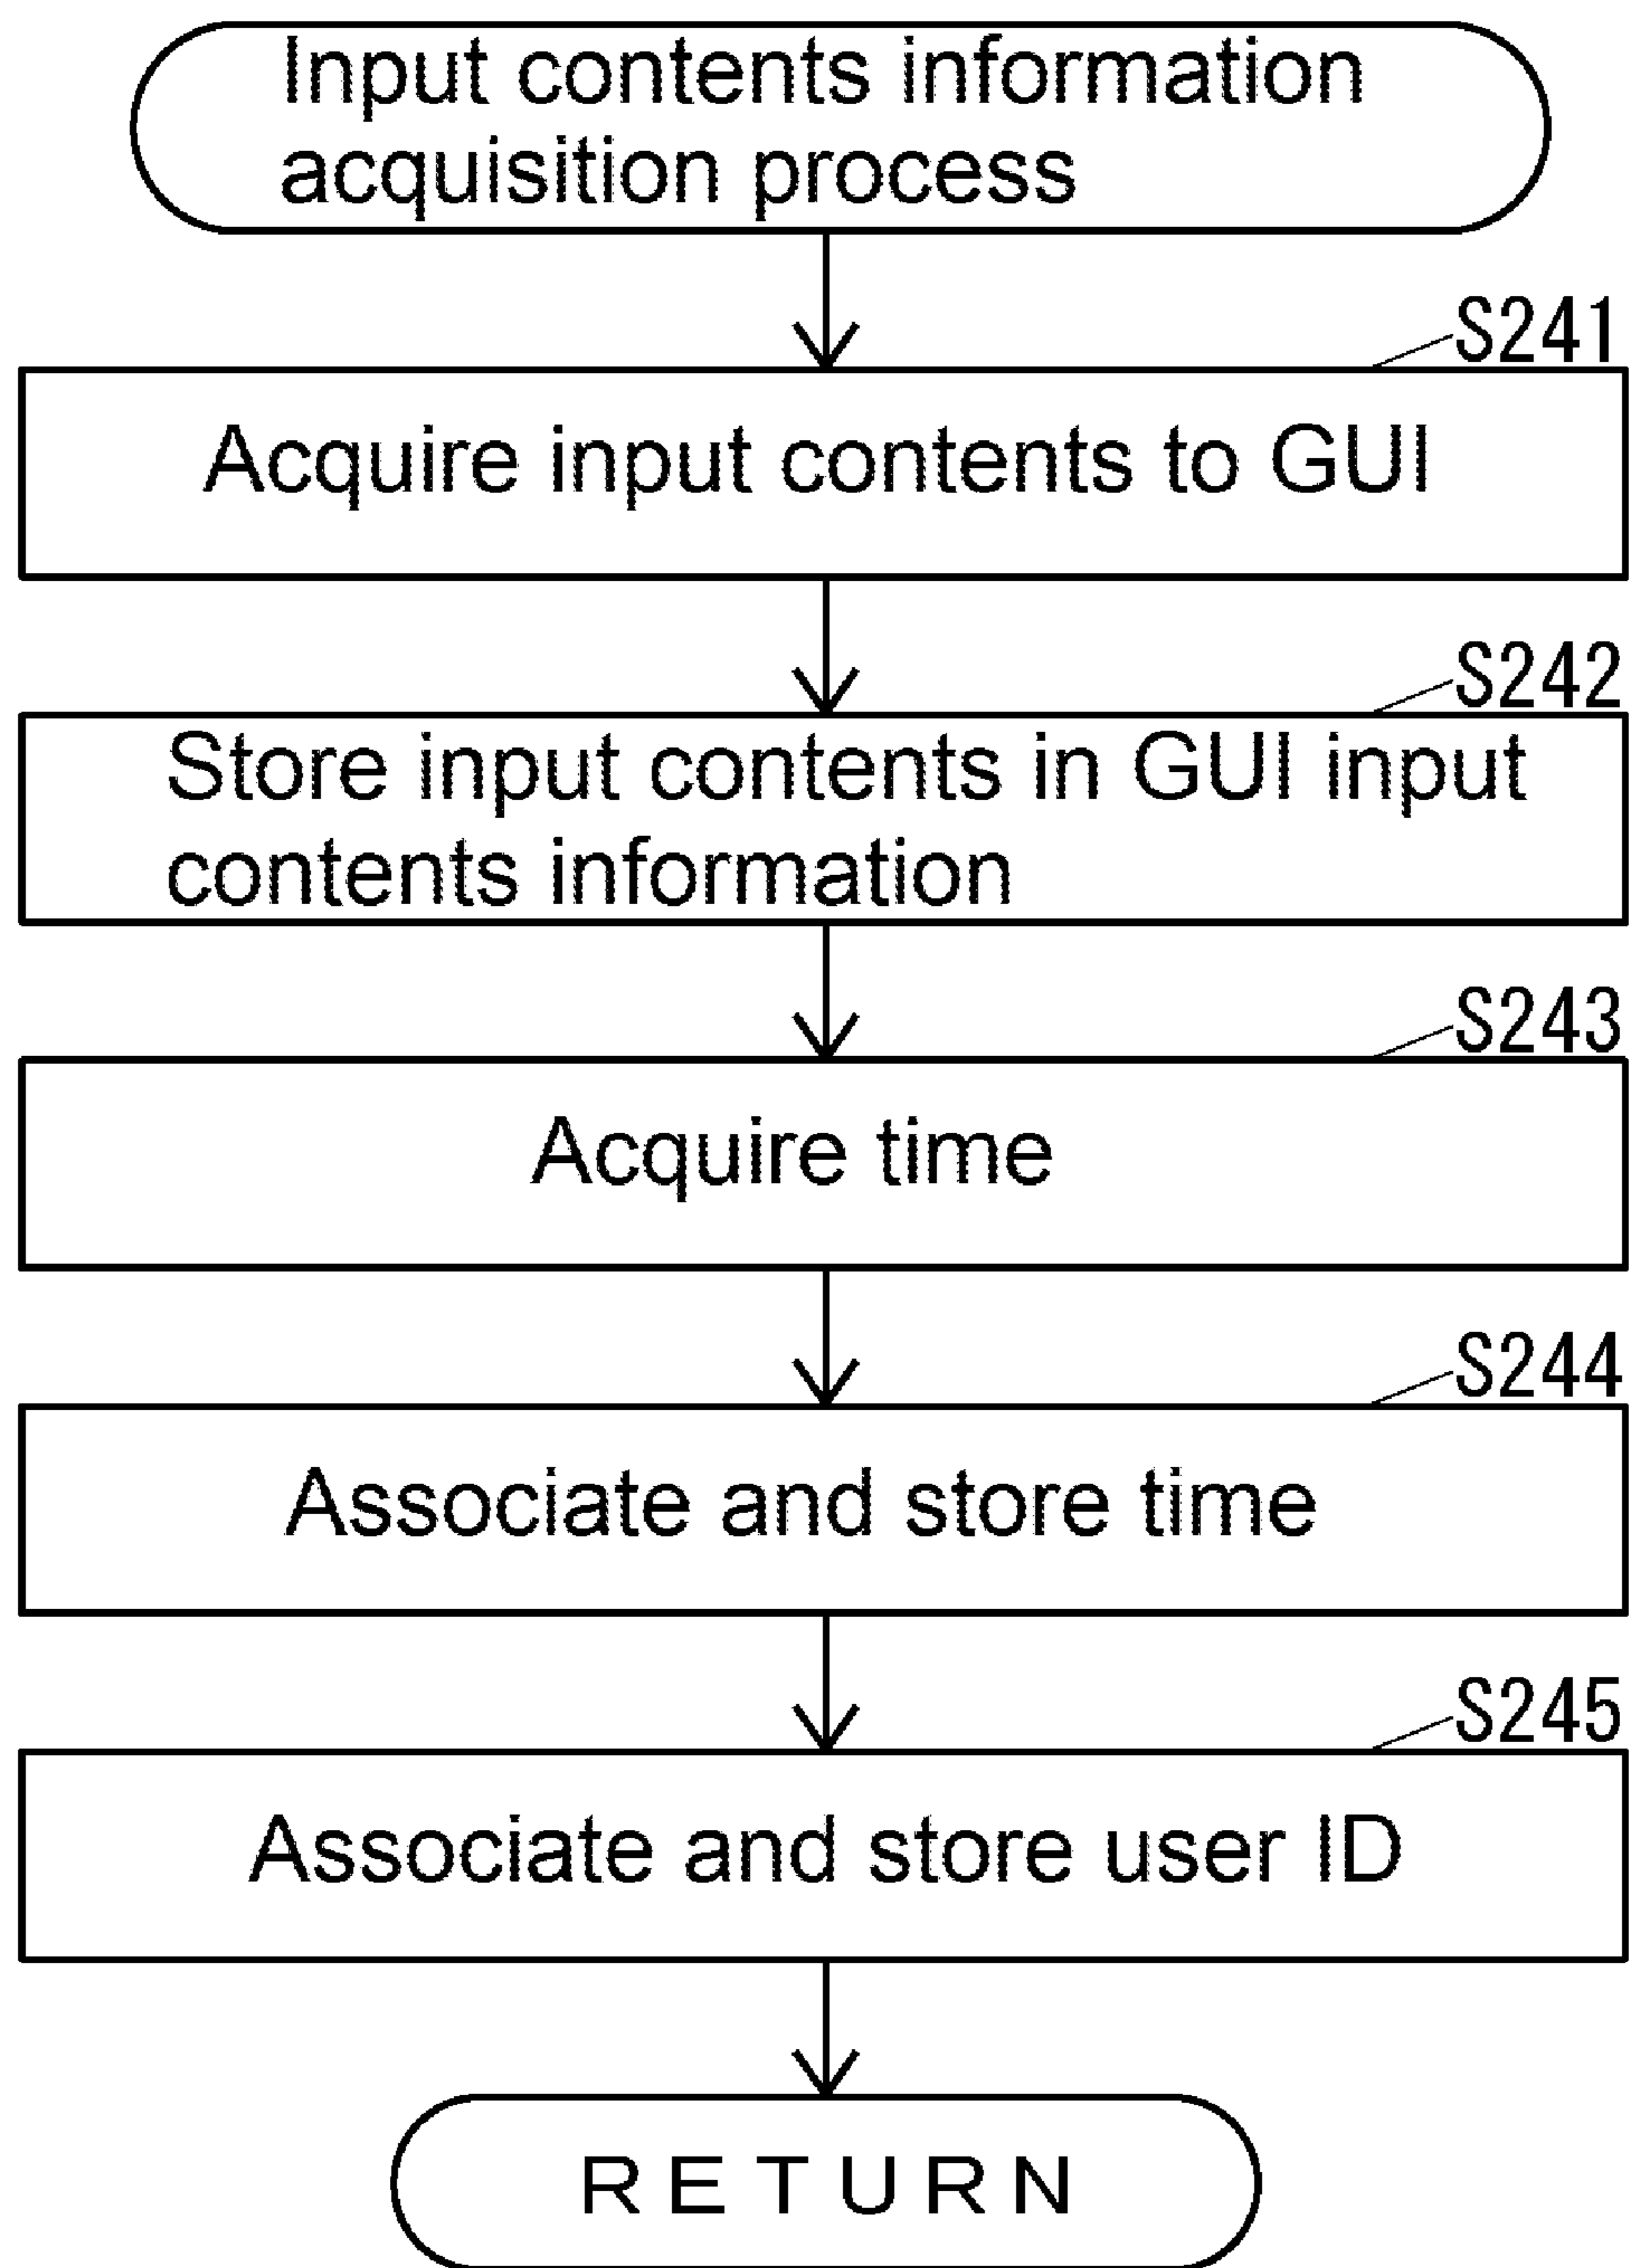 Input contents information
acquisition process
S241
Acquire input contents to GUI
S242
Store input contents in GUI input
contents information
S243
Acquire time
S244
Associate and store time
S245
Associate and store user ID
RETURN